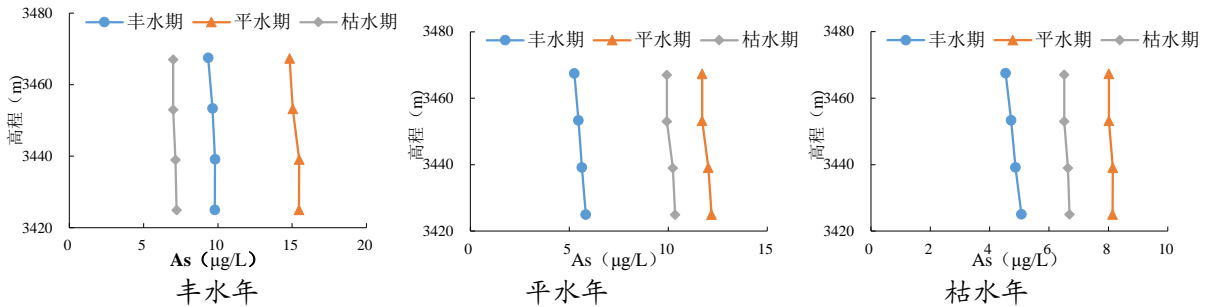 丰水期 平水期 枯水期
高程（m）
3480
3460
3440
3420
0 5 10 15 20
As（μg/L）
丰水年
丰水期 平水期 枯水期
高程（m）
3480
3460
3440
3420
0 5 10 15
As（μg/L）
平水年
丰水期 平水期 枯水期
高程（m）
3480
3460
3440
3420
0 2 4 6 8 10
As（μg/L）
枯水年